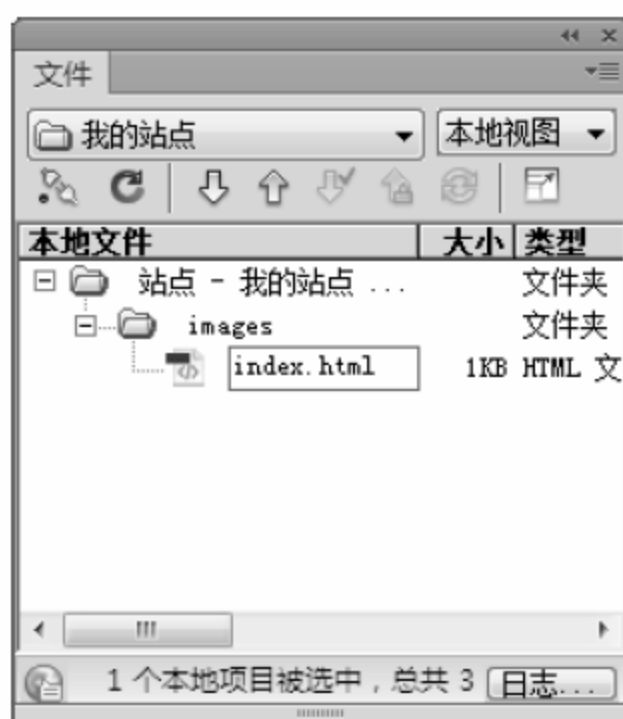 文件
我的站点 本地视图
本地文件 大小 类型
站点 - 我的站点 ... 文件夹
images 文件夹
index.html 1KB HTML 文
1 个本地项目被选中，总共 3 日志...